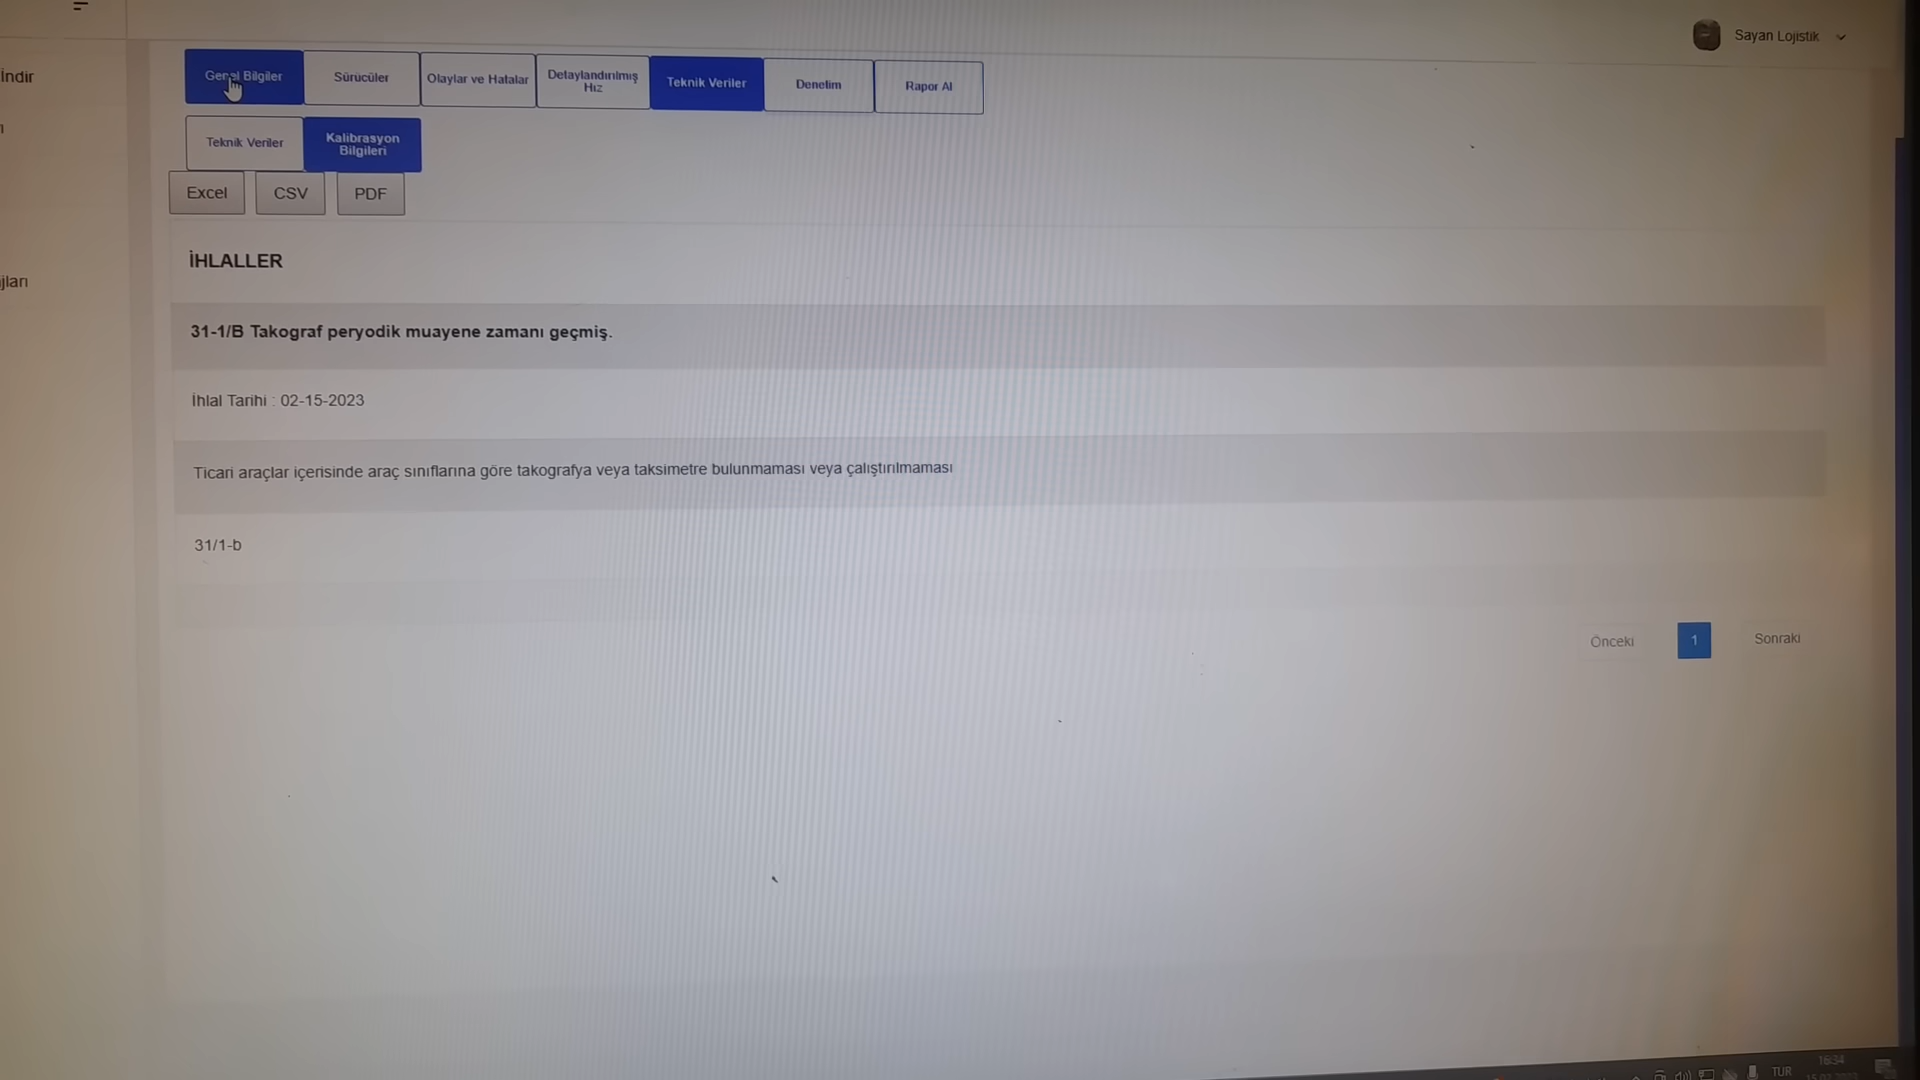 Sayan Lojistik
İndir
Genel Bilgiler
Sürücüler
Olaylar ve Hatalar
Detaylandırılmış
Hız
Teknik Veriler
Denetim
Rapor Al
Teknik Veriler
Kalibrasyon
Bilgileri
Excel
CSV
PDF
İHLALLER
jları
31-1/B Takograf peryodik muayene zamanı geçmiş.
İhlal Tarihi : 02-15-2023
Ticari araçlar içerisinde araç sınıflarına göre takografya veya taksimetre bulunmaması veya çalıştırılmaması
31/1-b
Önceki
1
Sonraki
16:34
TUR